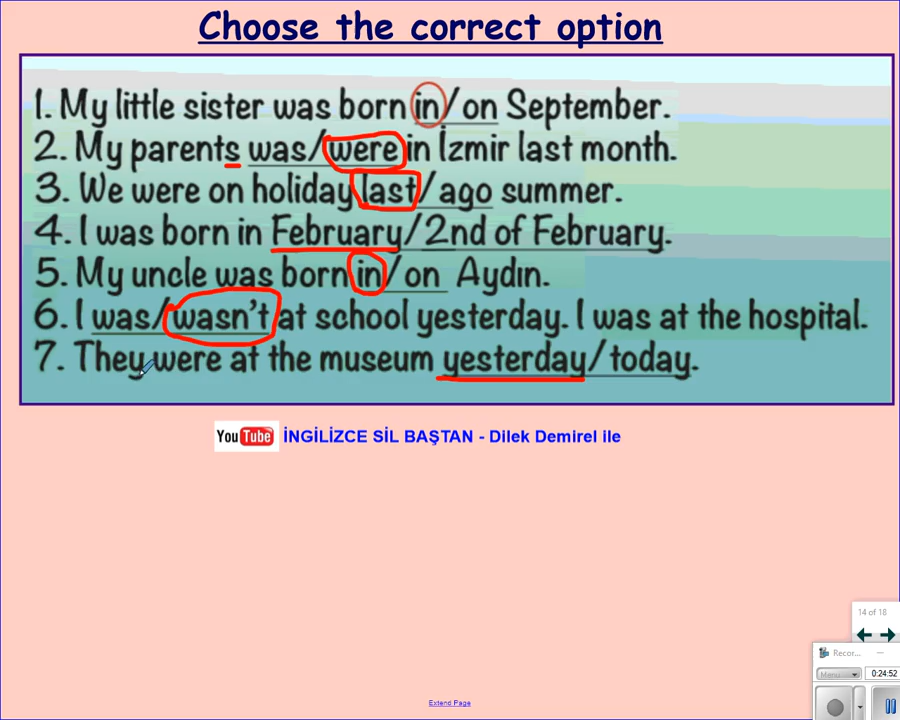 Choose the correct option
1. My little sister was born in/ on September.
2. My parents was/were in İzmir last month.
3. We were on holiday last/ ago summer.
4. I was born in February/2nd of February.
5. My uncle was born in/ on Aydın.
6. I was/wasn't at school yesterday. I was at the hospital.
7. They were at the museum yesterday/today.
YouTube İNGİLİZCE SİL BAŞTAN - Dilek Demirel ile
14 of 18
Recor...
Menu 0:24:52
Extend Page